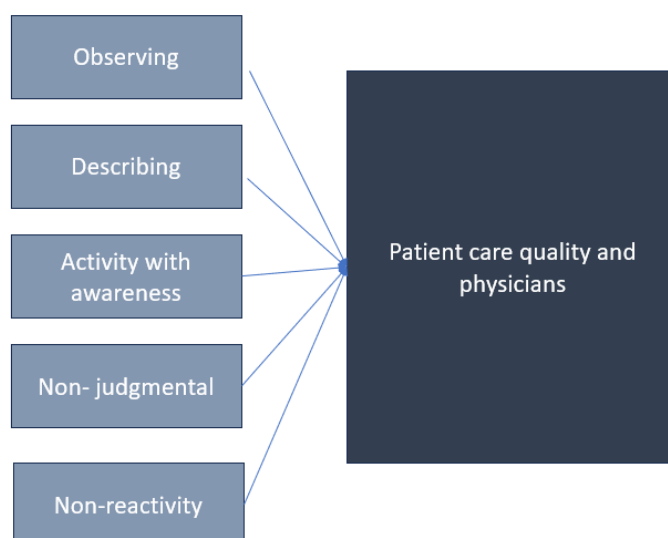 Observing
Describing
Activity with
awareness
Non- judgmental
Non-reactivity
Patient care quality and
physicians